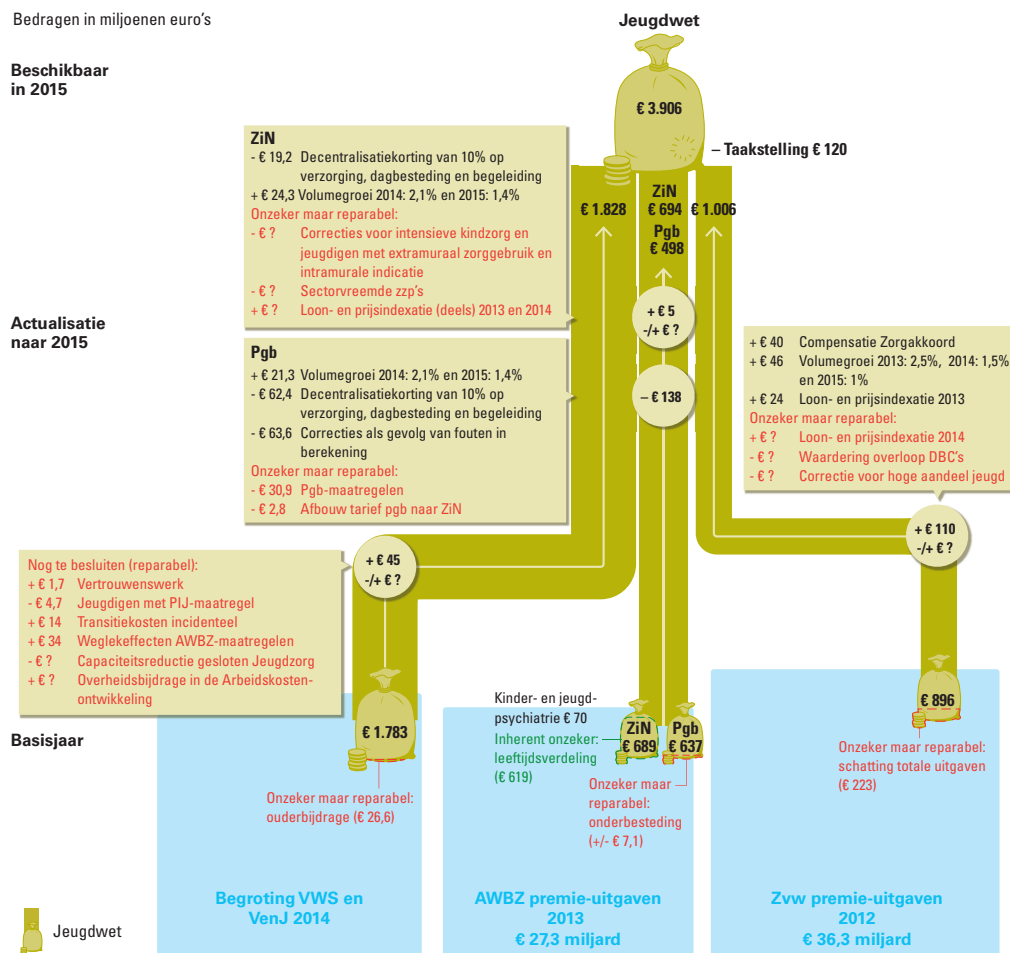 Bedragen in miljoenen euro's
Jeugdwet
Beschikbaar
in 2015
€ 3.906
– Taakstelling € 120
ZiN
- € 19,2 Decentralisatiekorting van 10% op
verzorging, dagbesteding en begeleiding
+ € 24,3 Volumegroei 2014: 2,1% en 2015: 1,4%
Onzeker maar reparabel:
- € ? Correcties voor intensieve kindzorg en
jeugdigen met extramuraal zorggebruik en
intramurale indicatie
- € ? Sectorvreemde zzp's
+ € ? Loon- en prijsindexatie (deels) 2013 en 2014
€ 1.828
ZiN
€ 694
Pgb
€ 498
€ 1.006
Actualisatie
naar 2015
+ € 5
-/+ € ?
Pgb
+ € 21,3 Volumegroei 2014: 2,1% en 2015: 1,4%
- € 62,4 Decentralisatiekorting van 10% op
verzorging, dagbesteding en begeleiding
- € 63,6 Correcties als gevolg van fouten in
berekening
Onzeker maar reparabel:
- € 30,9 Pgb-maatregelen
- € 2,8 Afbouw tarief pgb naar ZiN
– € 138
+ € 40 Compensatie Zorgakkoord
+ € 46 Volumegroei 2013: 2,5%, 2014: 1,5%
en 2015: 1%
+ € 24 Loon- en prijsindexatie 2013
Onzeker maar reparabel:
+ € ? Loon- en prijsindexatie 2014
- € ? Waardering overloop DBC's
- € ? Correctie voor hoge aandeel jeugd
+ € 110
-/+ € ?
+ € 45
-/+ € ?
Nog te besluiten (reparabel):
+ € 1,7 Vertrouwenswerk
- € 4,7 Jeugdigen met PIJ-maatregel
+ € 14 Transitiekosten incidenteel
+ € 34 Weglekeffecten AWBZ-maatregelen
- € ? Capaciteitsreductie gesloten Jeugdzorg
+ € ? Overheidsbijdrage in de Arbeidskosten-
ontwikkeling
Basisjaar
€ 1.783
Onzeker maar reparabel:
ouderbijdrage (€ 26,6)
Kinder- en jeugd-
psychiatrie € 70
Inherent onzeker:
leeftijdsverdeling
(€ 619)
ZiN
€ 689
Pgb
€ 637
Onzeker maar
reparabel:
onderbesteding
(+/- € 7,1)
€ 896
Onzeker maar reparabel:
schatting totale uitgaven
(€ 223)
Begroting VWS en
VenJ 2014
AWBZ premie-uitgaven
2013
€ 27,3 miljard
Zvw premie-uitgaven
2012
€ 36,3 miljard
Jeugdwet